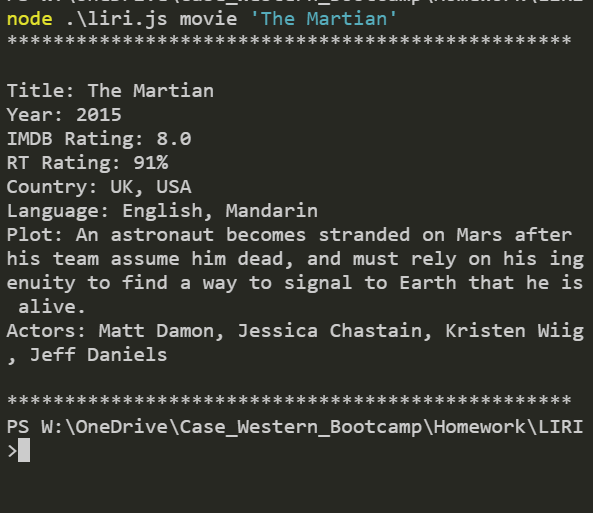 PS W:\OneDrive\Case_Western_Bootcamp\Homework\LIRI
node .\liri.js movie 'The Martian'
*************************************************
Title: The Martian
Year: 2015
IMDB Rating: 8.0
RT Rating: 91%
Country: UK, USA
Language: English, Mandarin
Plot: An astronaut becomes stranded on Mars after
his team assume him dead, and must rely on his ing
enuity to find a way to signal to Earth that he is
 alive.
Actors: Matt Damon, Jessica Chastain, Kristen Wiig
, Jeff Daniels
*************************************************
PS W:\OneDrive\Case_Western_Bootcamp\Homework\LIRI
>